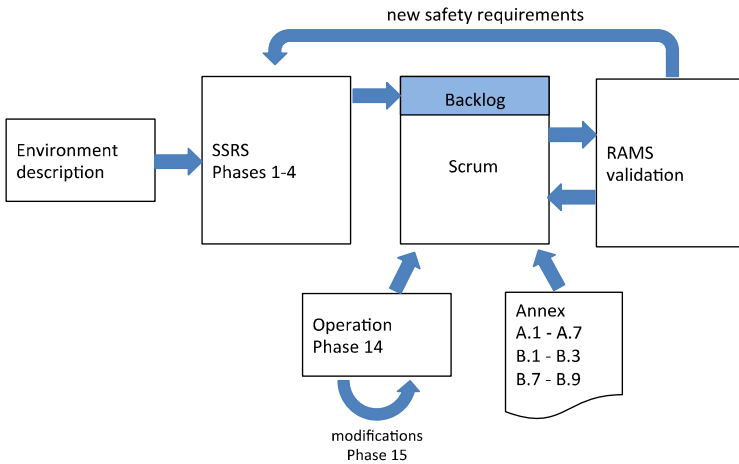 new safety requirements
Environment
description
SSRS
Phases 1-4
Backlog
Scrum
RAMS
validation
Operation
Phase 14
modifications
Phase 15
Annex
A.1 - A.7
B.1 - B.3
B.7 - B.9